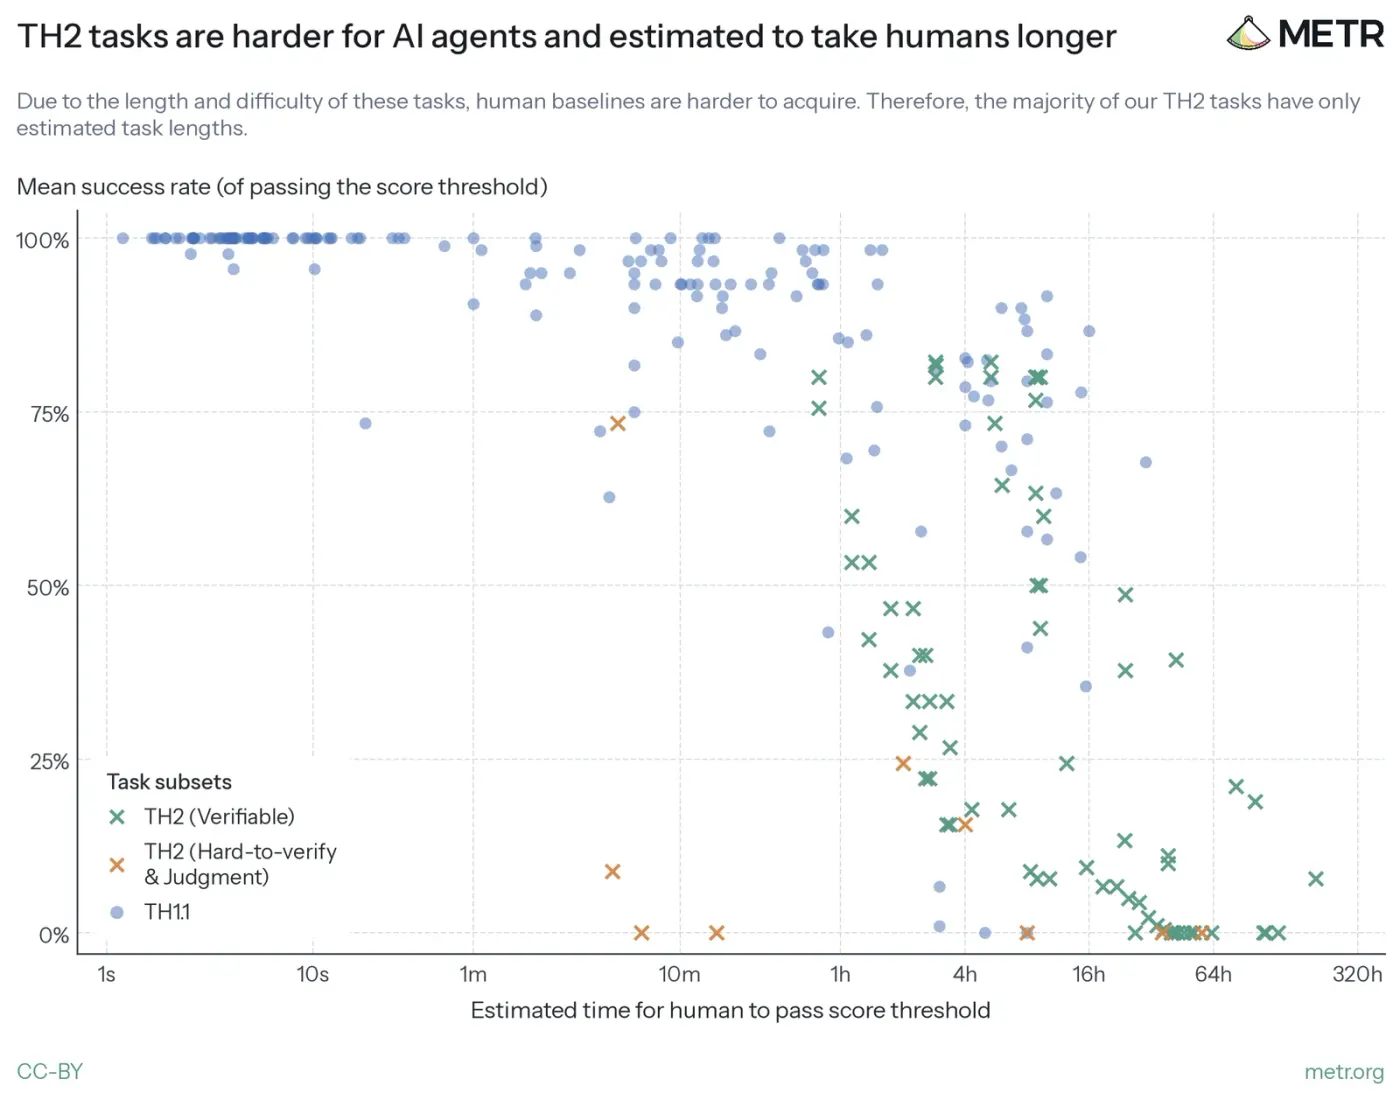 TH2 tasks are harder for AI agents and estimated to take humans longer
METR
Due to the length and difficulty of these tasks, human baselines are harder to acquire. Therefore, the majority of our TH2 tasks have only
estimated task lengths.
Mean success rate (of passing the score threshold)
100%
75%
50%
25%
0%
Task subsets
TH2 (Verifiable)
TH2 (Hard-to-verify
& Judgment)
TH1.1
1s 10s 1m 10m 1h 4h 16h 64h 320h
Estimated time for human to pass score threshold
CC-BY
metr.org